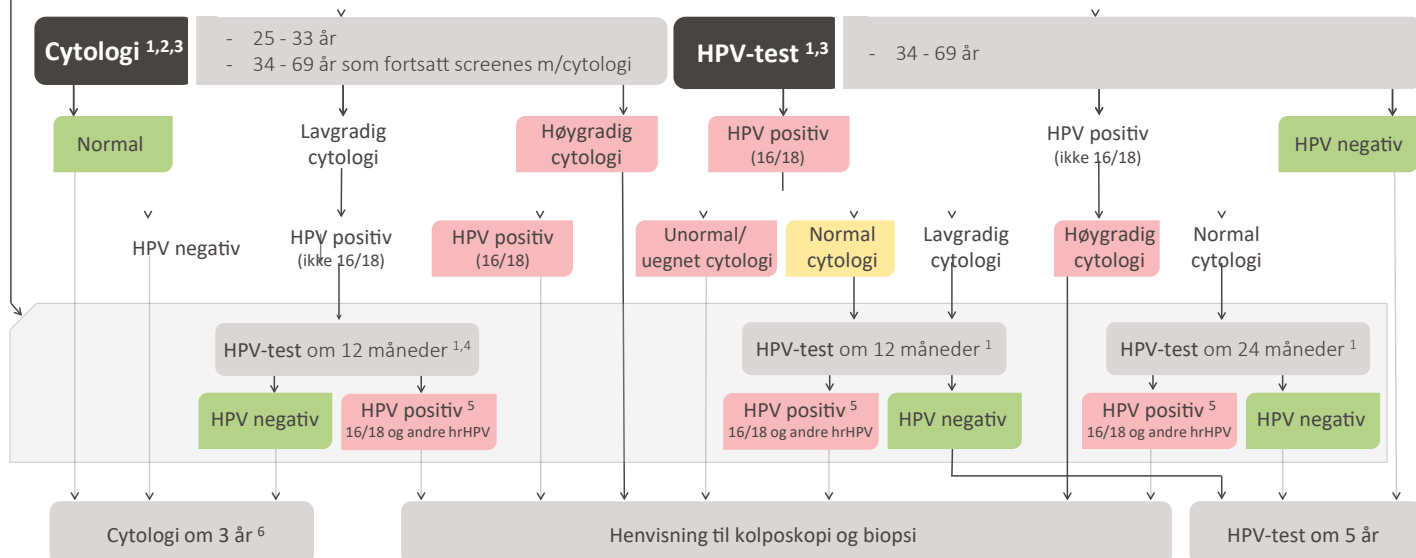 Cytologi 1,2,3
- 25 - 33 år
- 34 - 69 år som fortsatt screenes m/cytologi
HPV-test 1,3
- 34 - 69 år
Normal
Lavgradig
cytologi
Høygradig
cytologi
HPV positiv
(16/18)
HPV positiv
(ikke 16/18)
HPV negativ
HPV negativ
HPV positiv
(ikke 16/18)
HPV positiv
(16/18)
Unormal/
uegnet cytologi
Normal
cytologi
Lavgradig
cytologi
Høygradig
cytologi
Normal
cytologi
HPV-test om 12 måneder 1,4
HPV-test om 12 måneder 1
HPV-test om 24 måneder 1
HPV negativ
HPV positiv 5
16/18 og andre hrHPV
HPV positiv 5
16/18 og andre hrHPV
HPV negativ
HPV positiv 5
16/18 og andre hrHPV
HPV negativ
Cytologi om 3 år 6
Henvisning til kolposkopi og biopsi
HPV-test om 5 år